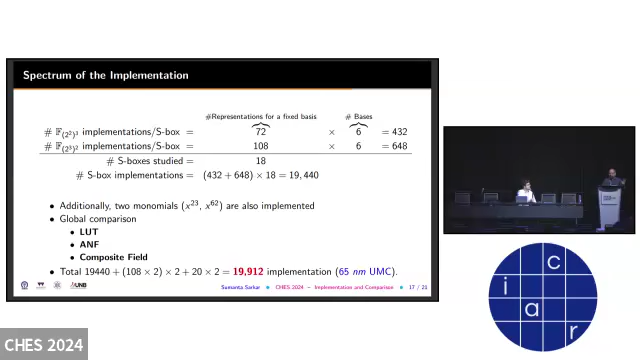 Spectrum of the Implementation
#Representations for a fixed basis # Bases
# 𝔽(2²)³ implementations/S-box = 72 × 6 = 432
# 𝔽(2³)² implementations/S-box = 108 × 6 = 648
# S-boxes studied = 18
# S-box implementations = (432 + 648) × 18 = 19,440
• Additionally, two monomials (x²³, x⁶²) are also implemented
• Global comparison
• LUT
• ANF
• Composite Field
• Total 19440 + (108 × 2) × 2 + 20 × 2 = 19,912 implementation (65 nm UMC).
Sumanta Sarkar • CHES 2024 − Implementation and Comparison • 17 / 21
c
i
a
r
CHES 2024